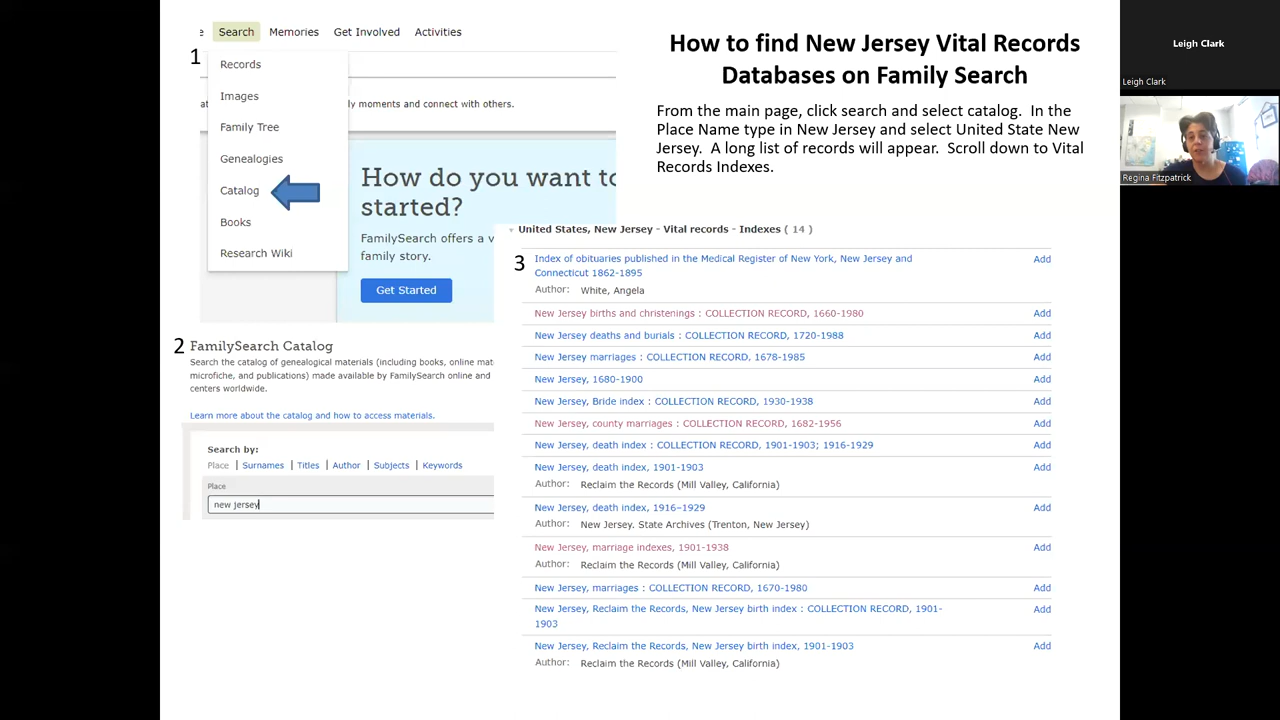 e Search Memories Get Involved Activities
1
Records
Images
at ly moments and connect with others.
Family Tree
Genealogies
Catalog
Books
Research Wiki
How do you want to
started?
FamilySearch offers a v
family story.
Get Started
How to find New Jersey Vital Records
Databases on Family Search
From the main page, click search and select catalog. In the
Place Name type in New Jersey and select United State New
Jersey. A long list of records will appear. Scroll down to Vital
Records Indexes.
2 FamilySearch Catalog
Search the catalog of genealogical materials (including books, online mat
microfiche, and publications) made available by FamilySearch online and
centers worldwide.
Learn more about the catalog and how to access materials.
Search by:
Place | Surnames | Titles | Author | Subjects | Keywords
Place
new jersey
United States, New Jersey - Vital records - Indexes ( 14 )
3 Index of obituaries published in the Medical Register of New York, New Jersey and Add
Connecticut 1862-1895
Author: White, Angela
New Jersey births and christenings : COLLECTION RECORD, 1660-1980 Add
New Jersey deaths and burials : COLLECTION RECORD, 1720-1988 Add
New Jersey marriages : COLLECTION RECORD, 1678-1985 Add
New Jersey, 1680-1900 Add
New Jersey, Bride index : COLLECTION RECORD, 1930-1938 Add
New Jersey, county marriages : COLLECTION RECORD, 1682-1956 Add
New Jersey, death index : COLLECTION RECORD, 1901-1903; 1916-1929 Add
New Jersey, death index, 1901-1903 Add
Author: Reclaim the Records (Mill Valley, California)
New Jersey, death index, 1916–1929 Add
Author: New Jersey. State Archives (Trenton, New Jersey)
New Jersey, marriage indexes, 1901-1938 Add
Author: Reclaim the Records (Mill Valley, California)
New Jersey, marriages : COLLECTION RECORD, 1670-1980 Add
New Jersey, Reclaim the Records, New Jersey birth index : COLLECTION RECORD, 1901- Add
1903
New Jersey, Reclaim the Records, New Jersey birth index, 1901-1903 Add
Author: Reclaim the Records (Mill Valley, California)
Leigh Clark
Leigh Clark
Regina Fitzpatrick